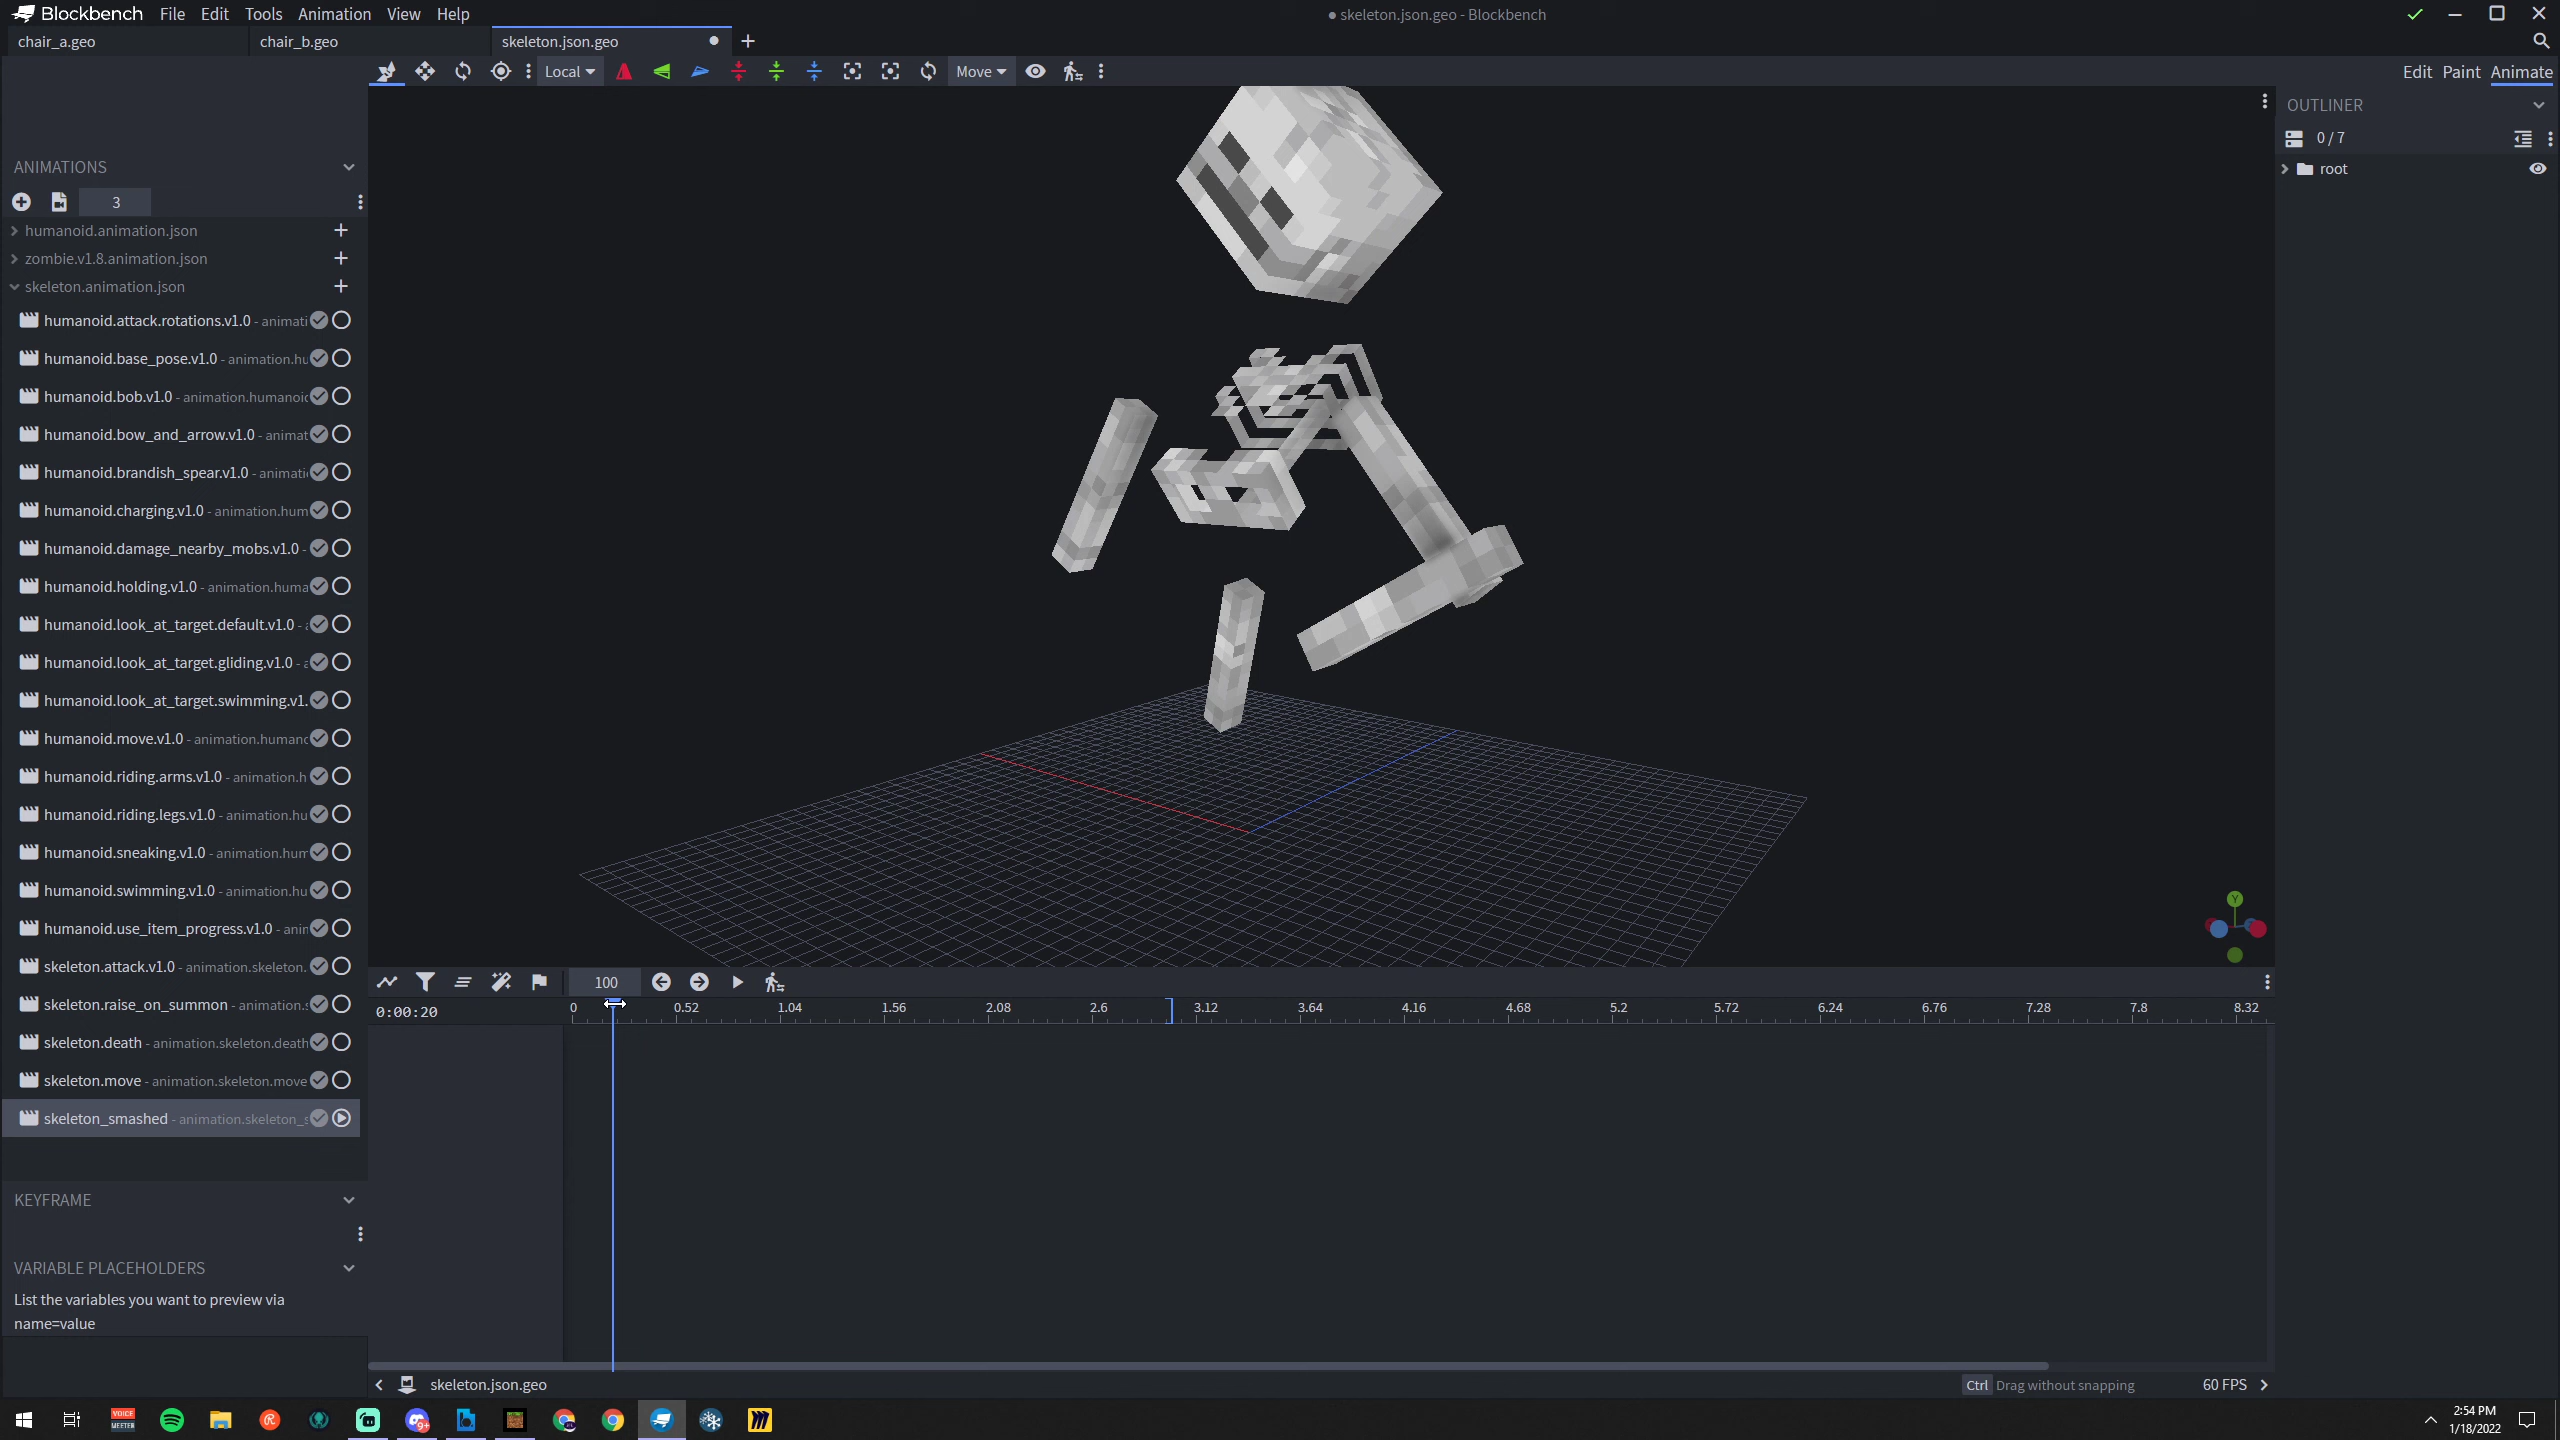 Blockbench File Edit Tools Animation View Help
● skeleton.json.geo - Blockbench
chair_a.geo chair_b.geo skeleton.json.geo
Local Move
Edit Paint Animate
OUTLINER
0 / 7
root
ANIMATIONS
3
humanoid.animation.json
zombie.v1.8.animation.json
skeleton.animation.json
humanoid.attack.rotations.v1.0 - animati
humanoid.base_pose.v1.0 - animation.hu
humanoid.bob.v1.0 - animation.humanoid
humanoid.bow_and_arrow.v1.0 - animat
humanoid.brandish_spear.v1.0 - animati
humanoid.charging.v1.0 - animation.hum
humanoid.damage_nearby_mobs.v1.0 -
humanoid.holding.v1.0 - animation.huma
humanoid.look_at_target.default.v1.0 -
humanoid.look_at_target.gliding.v1.0 -
humanoid.look_at_target.swimming.v1.
humanoid.move.v1.0 - animation.humano
humanoid.riding.arms.v1.0 - animation.h
humanoid.riding.legs.v1.0 - animation.hu
humanoid.sneaking.v1.0 - animation.hum
humanoid.swimming.v1.0 - animation.hu
humanoid.use_item_progress.v1.0 - anin
skeleton.attack.v1.0 - animation.skeleton.
skeleton.raise_on_summon - animation.s
skeleton.death - animation.skeleton.death
skeleton.move - animation.skeleton.move
skeleton_smashed - animation.skeleton_s
KEYFRAME
VARIABLE PLACEHOLDERS
List the variables you want to preview via
name=value
Y
100
0:00:20
0 0.52 1.04 1.56 2.08 2.6 3.12 3.64 4.16 4.68 5.2 5.72 6.24 6.76 7.28 7.8 8.32
skeleton.json.geo
Ctrl Drag without snapping
60 FPS
VOICE
MEETER
9+
2:54 PM
1/18/2022